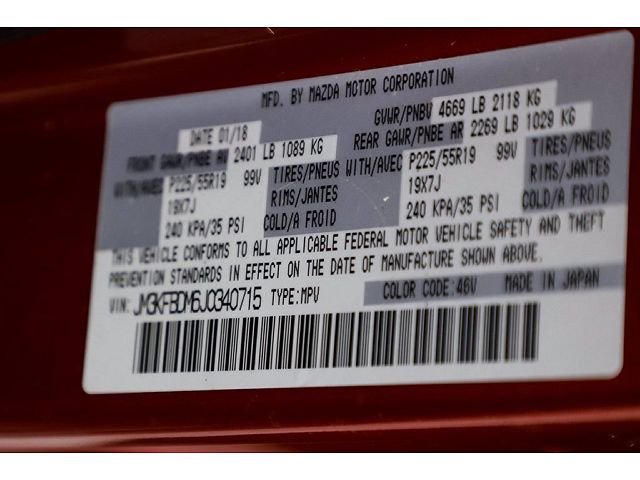 MFD. BY MAZDA MOTOR CORPORATION
DATE 01/18 GVWR/PNBV 4669 LB 2118 KG
FRONT GAWR/PNBE AV 2401 LB 1089 KG REAR GAWR/PNBE AR 2269 LB 1029 KG
WITH/AVEC P225/55R19 99V TIRES/PNEUS WITH/AVEC P225/55R19 99V TIRES/PNEUS
19X7J RIMS/JANTES 19X7J RIMS/JANTES
240 KPA/35 PSI COLD/A FROID 240 KPA/35 PSI COLD/A FROID
THIS VEHICLE CONFORMS TO ALL APPLICABLE FEDERAL MOTOR VEHICLE SAFETY AND THEFT
PREVENTION STANDARDS IN EFFECT ON THE DATE OF MANUFACTURE SHOWN ABOVE.
VIN: JM3KFBDM6J0340715 TYPE:MPV COLOR CODE:46V MADE IN JAPAN